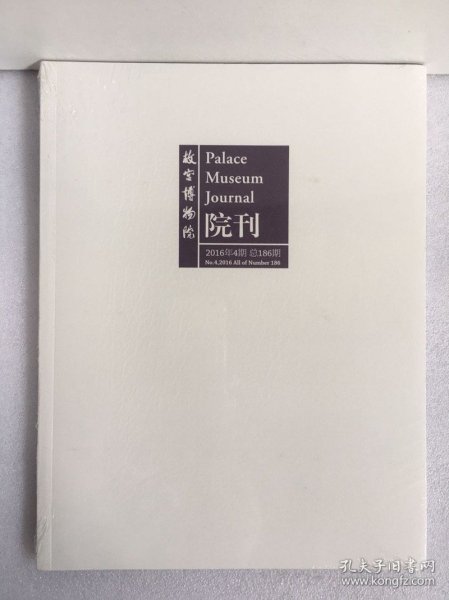 故宫博物院
Palace
Museum
Journal
院刊
2016年4期 总186期
No.4,2016 All of Number 186
孔夫子旧书网
www.kongfz.com